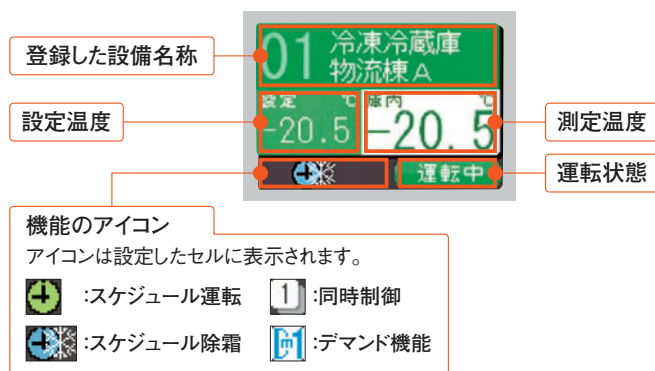 登録した設備名称
01 冷凍冷蔵庫
物流棟A
設定温度
設定 ℃
-20.5
庫内 ℃
-20.5
測定温度
運転中
運転状態
機能のアイコン
アイコンは設定したセルに表示されます。
:スケジュール運転
1 :同時制御
:スケジュール除霜
m1 :デマンド機能